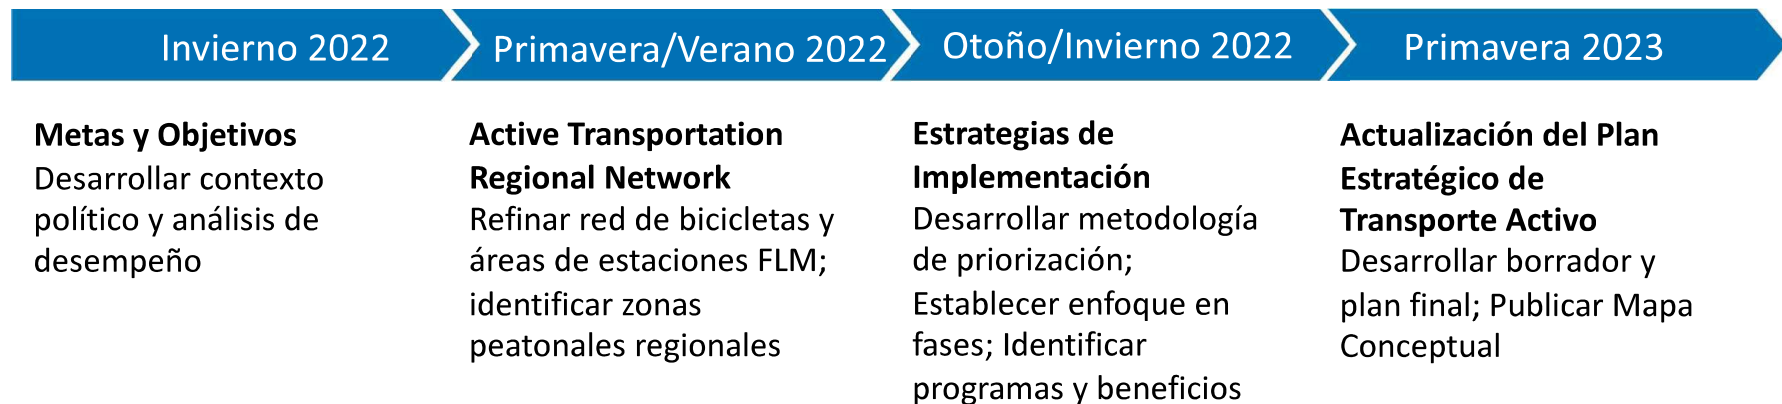 Invierno 2022
Primavera/Verano 2022
Otoño/Invierno 2022
Primavera 2023
Metas y Objetivos
Desarrollar contexto
político y análisis de
desempeño
Active Transportation
Regional Network
Refinar red de bicicletas y
áreas de estaciones FLM;
identificar zonas
peatonales regionales
Estrategias de
Implementación
Desarrollar metodología
de priorización;
Establecer enfoque en
fases; Identificar
programas y beneficios
Actualización del Plan
Estratégico de
Transporte Activo
Desarrollar borrador y
plan final; Publicar Mapa
Conceptual